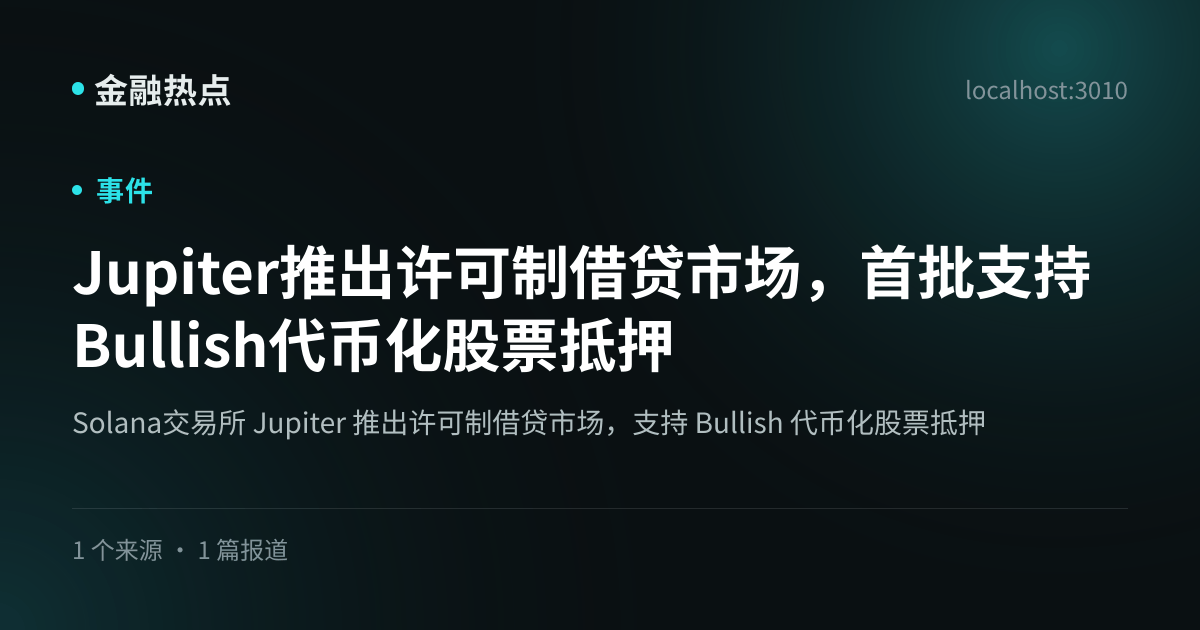 金融热点
localhost:3010
事件
Jupiter推出许可制借贷市场，首批支持
Bullish代币化股票抵押
Solana交易所 Jupiter 推出许可制借贷市场，支持 Bullish 代币化股票抵押
1 个来源 · 1 篇报道